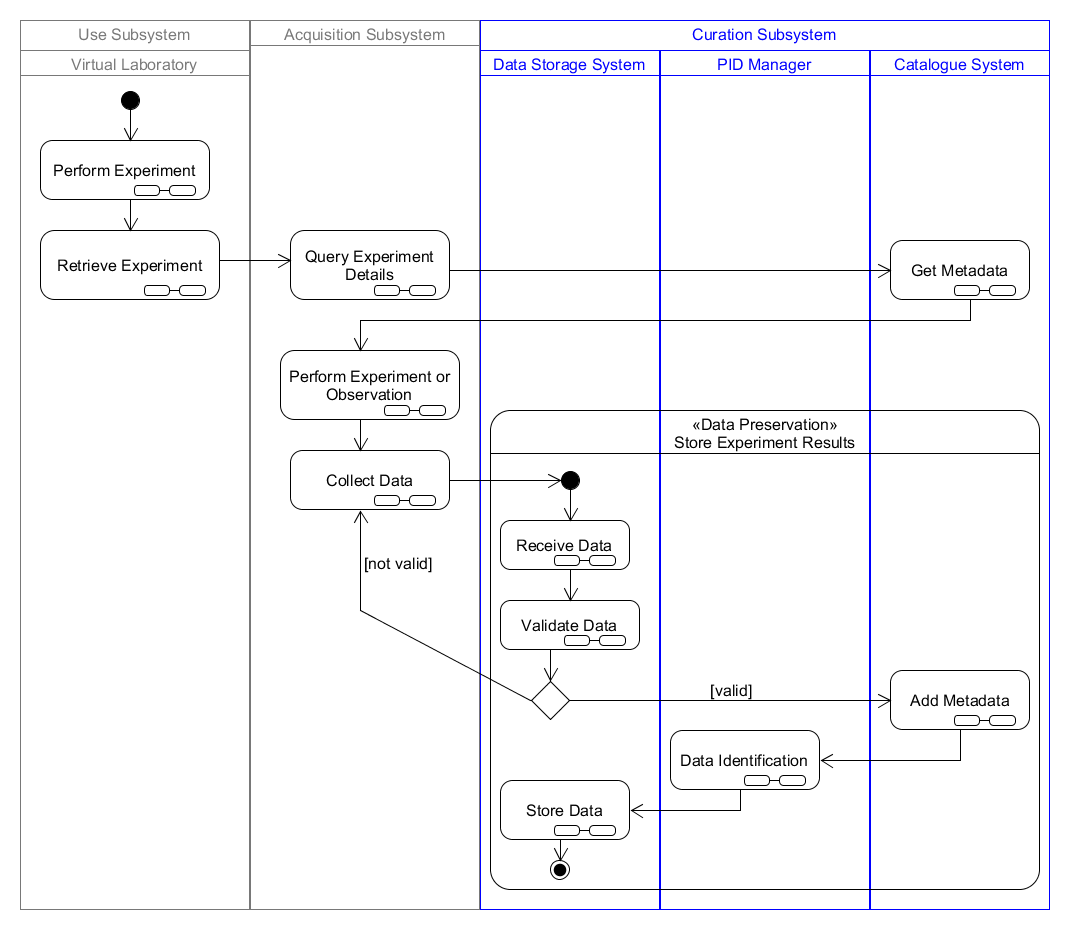 Use Subsystem
Acquisition Subsystem
Curation Subsystem
Virtual Laboratory
Data Storage System
PID Manager
Catalogue System
Perform Experiment
Retrieve Experiment
Query Experiment
Details
Get Metadata
Perform Experiment or
Observation
«Data Preservation»
Store Experiment Results
Collect Data
Receive Data
[not valid]
Validate Data
[valid]
Add Metadata
Data Identification
Store Data